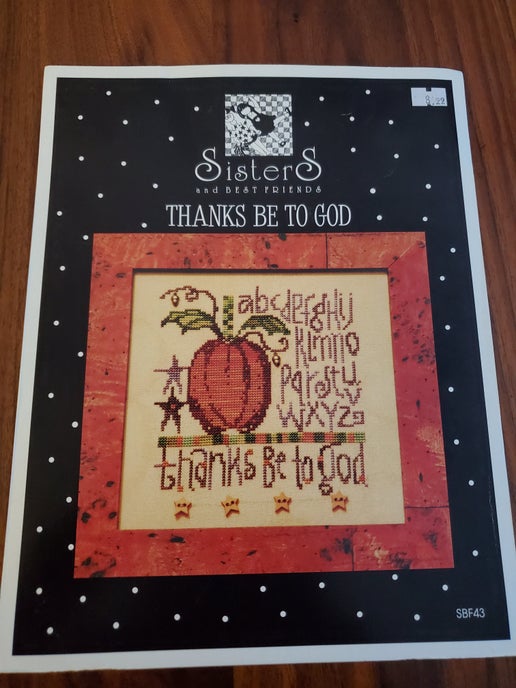 SisterS
and BEST FRIENDS
THANKS BE TO GOD
abcdefghij
klmno
pqrstu
vwxyz
thanks Be to god.
SBF43